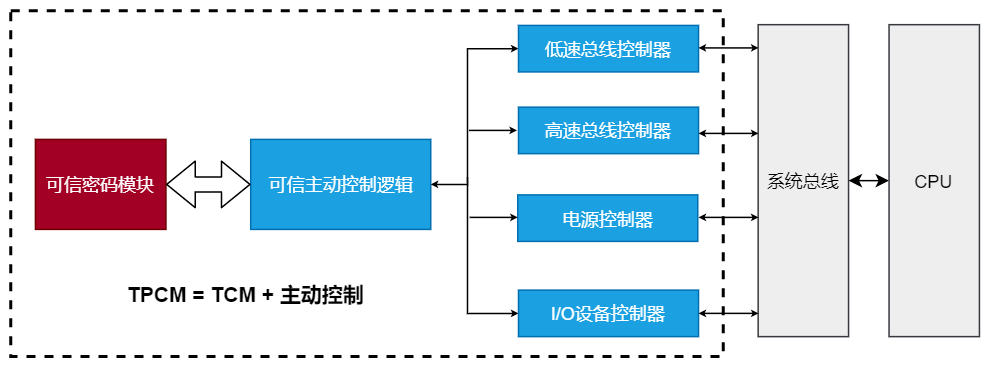 低速总线控制器
高速总线控制器
可信密码模块
可信主动控制逻辑
系统总线
CPU
电源控制器
TPCM = TCM + 主动控制
I/O设备控制器